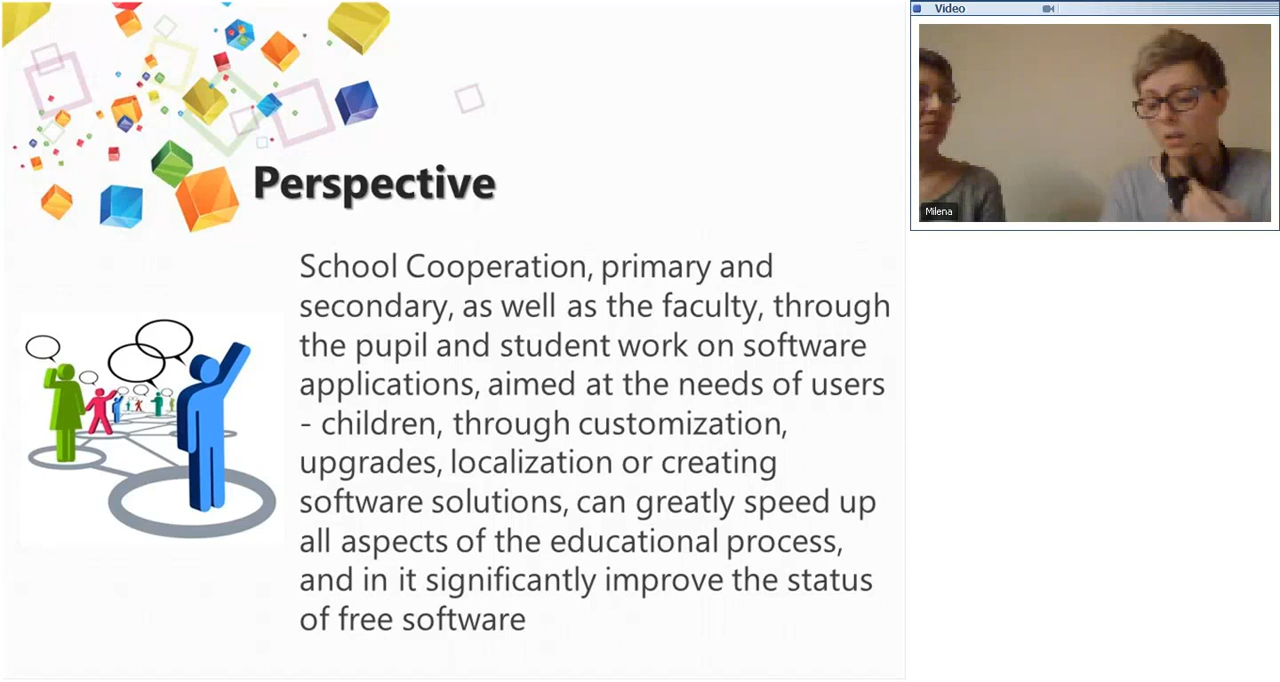 Perspective
School Cooperation, primary and
secondary, as well as the faculty, through
the pupil and student work on software
applications, aimed at the needs of users
- children, through customization,
upgrades, localization or creating
software solutions, can greatly speed up
all aspects of the educational process,
and in it significantly improve the status
of free software
Video
Milena